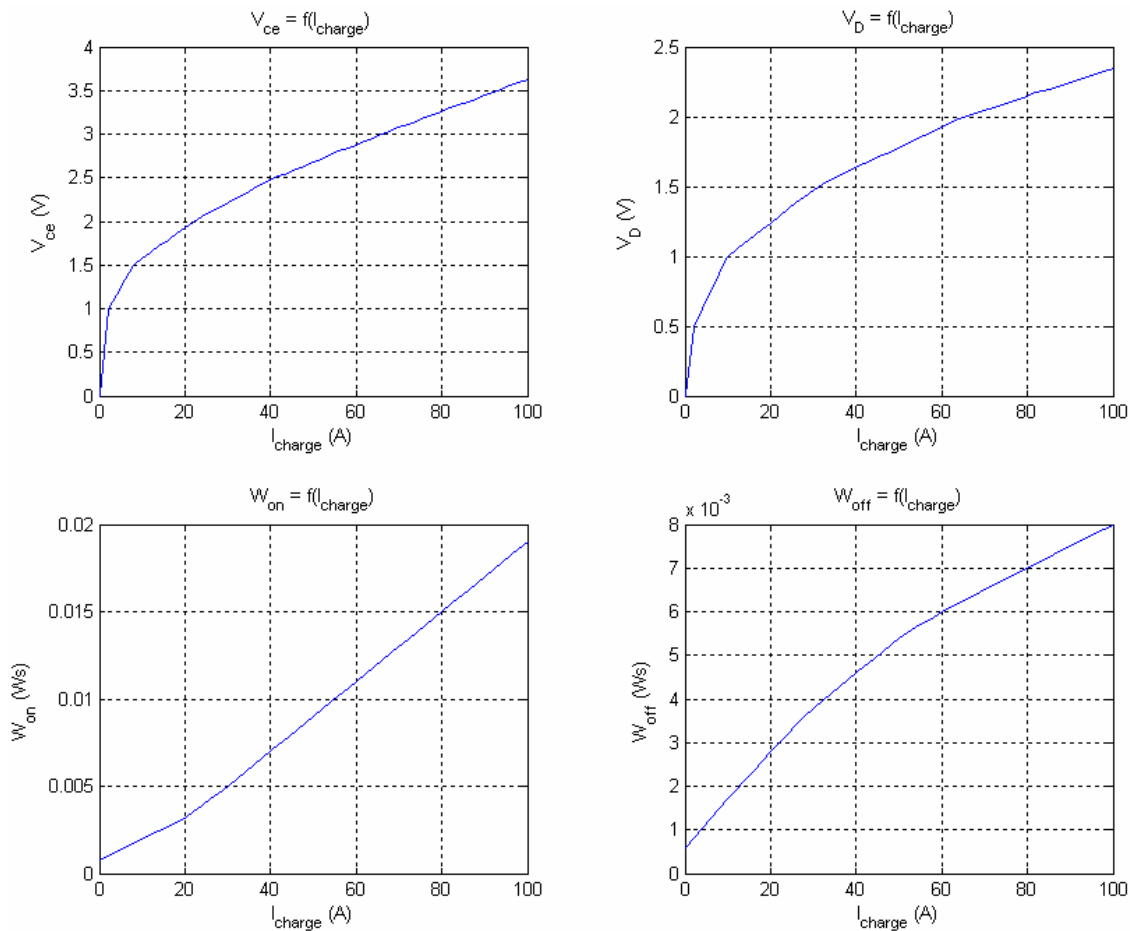 V_ce = f(I_charge)
4
3.5
3
2.5
2
1.5
1
0.5
0
V_ce (V)
0 20 40 60 80 100
I_charge (A)
V_D = f(I_charge)
2.5
2
1.5
1
0.5
0
V_D (V)
0 20 40 60 80 100
I_charge (A)
W_on = f(I_charge)
0.02
0.015
0.01
0.005
0
W_on (Ws)
0 20 40 60 80 100
I_charge (A)
W_off = f(I_charge)
x 10^-3
8
7
6
5
4
3
2
1
0
W_off (Ws)
0 20 40 60 80 100
I_charge (A)